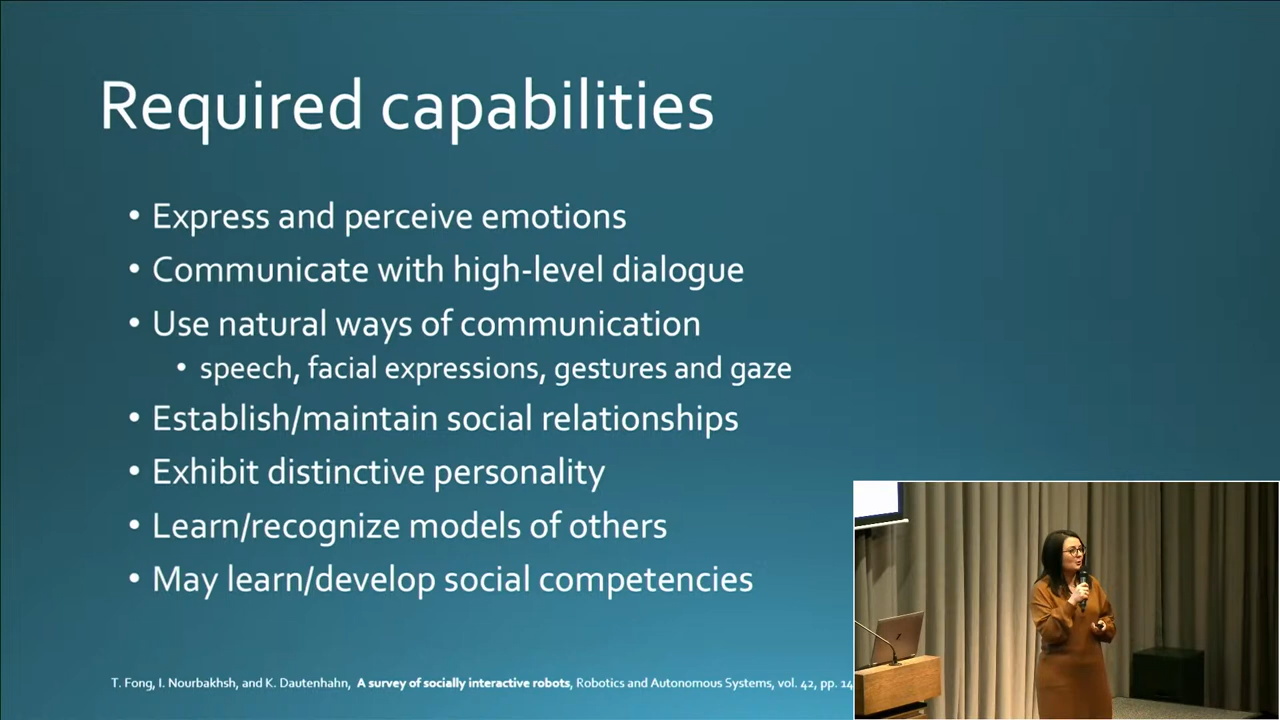 Required capabilities
• Express and perceive emotions
• Communicate with high-level dialogue
• Use natural ways of communication
• speech, facial expressions, gestures and gaze
• Establish/maintain social relationships
• Exhibit distinctive personality
• Learn/recognize models of others
• May learn/develop social competencies
T. Fong, I. Nourbakhsh, and K. Dautenhahn, A survey of socially interactive robots, Robotics and Autonomous Systems, vol. 42, pp. 14